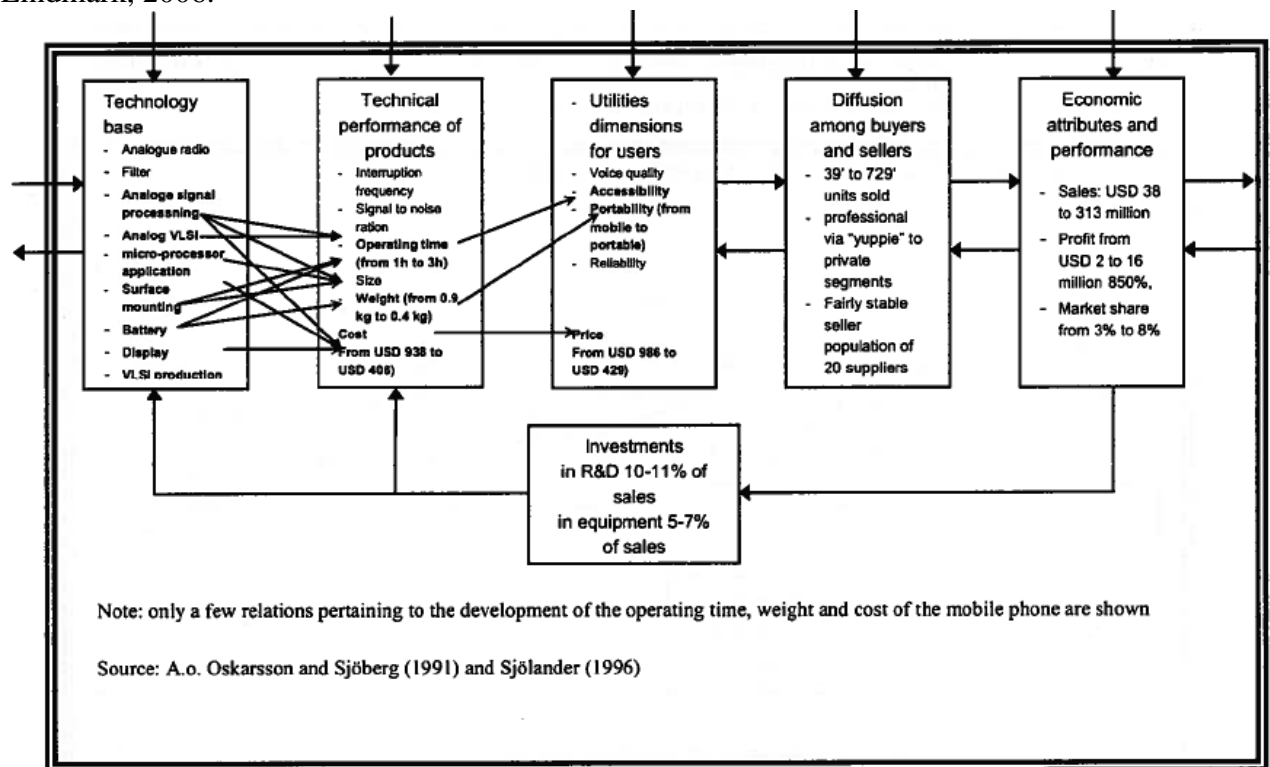 Lindmark, 2006.
Technology
base
- Analogue radio
- Filter
- Analoge signal
processning
- Analog VLSI
- micro-processor
application
- Surface
mounting
- Battery
- Display
- VLSI production
Technical
performance of
products
- Interruption
frequency
- Signal to noise
ration
- Operating time
(from 1h to 3h)
- Size
- Weight (from 0.9
kg to 0.4 kg)
Cost
From USD 938 to
USD 406)
- Utilities
dimensions
for users
- Voice quality
- Accessibility
- Portability (from
mobile to
portable)
- Reliability
Price
From USD 986 to
USD 429)
Diffusion
among buyers
and sellers
- 39' to 729'
units sold
- professional
via "yuppie" to
private
segments
- Fairly stable
seller
population of
20 suppliers
Economic
attributes and
performance
- Sales: USD 38
to 313 million
- Profit from
USD 2 to 16
million 850%,
- Market share
from 3% to 8%
Investments
in R&D 10-11% of
sales
in equipment 5-7%
of sales
Note: only a few relations pertaining to the development of the operating time, weight and cost of the mobile phone are shown
Source: A.o. Oskarsson and Sjöberg (1991) and Sjölander (1996)